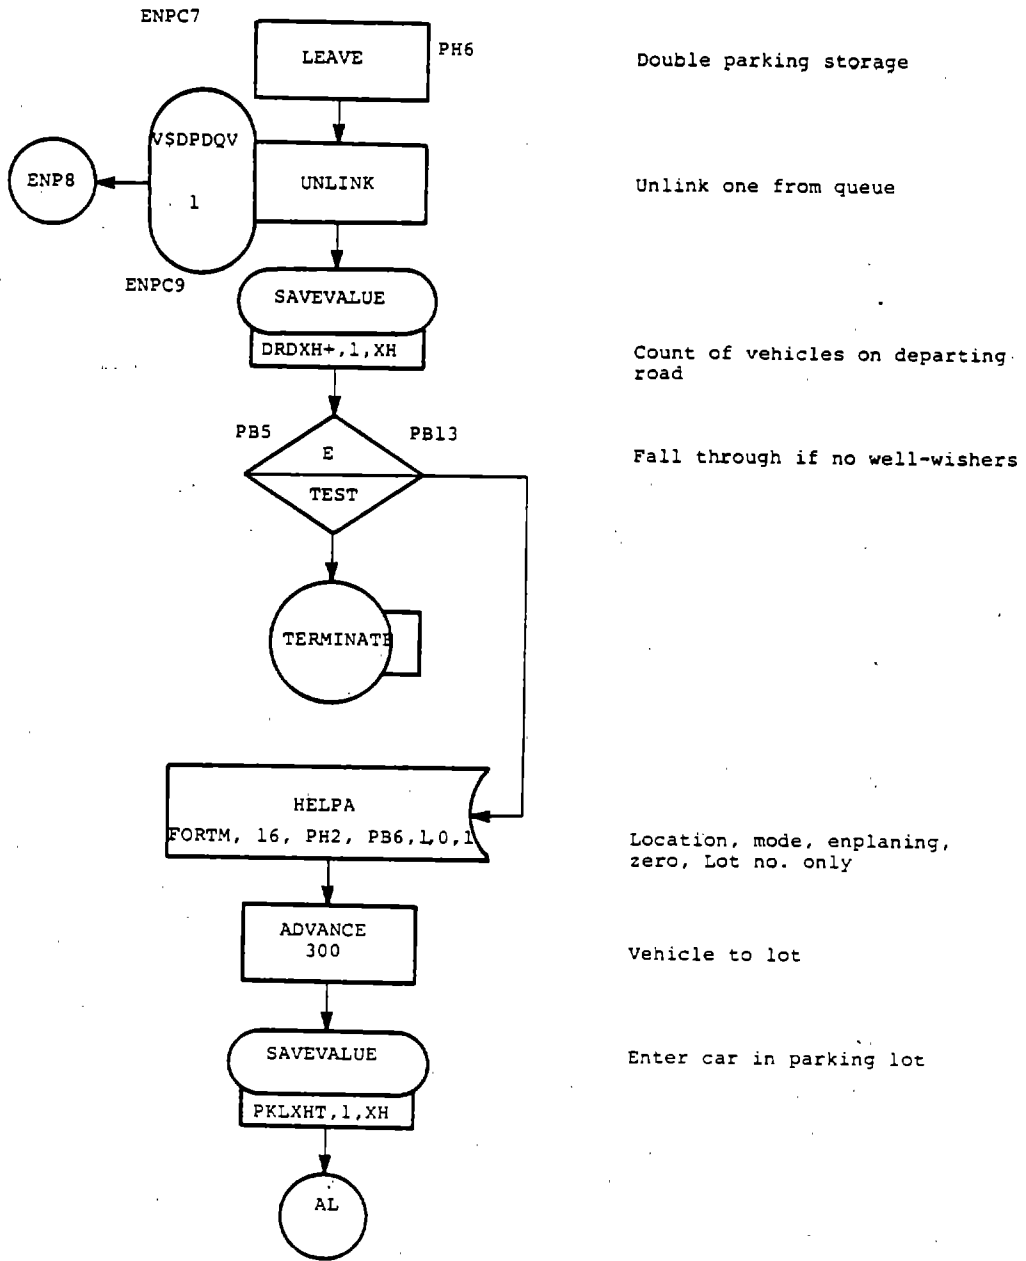 ENPC7
LEAVE
PH6
Double parking storage
V$DPDQV
ENP8
1
UNLINK
Unlink one from queue
ENPC9
SAVEVALUE
DRDXH+,1,XH
Count of vehicles on departing
road
PB5
PB13
E
TEST
Fall through if no well-wishers
TERMINATE
HELPA
FORTM, 16, PH2, PB6,1,0,1
Location, mode, enplaning,
zero, Lot no. only
ADVANCE
300
Vehicle to lot
SAVEVALUE
PKLXHT,1,XH
Enter car in parking lot
AL